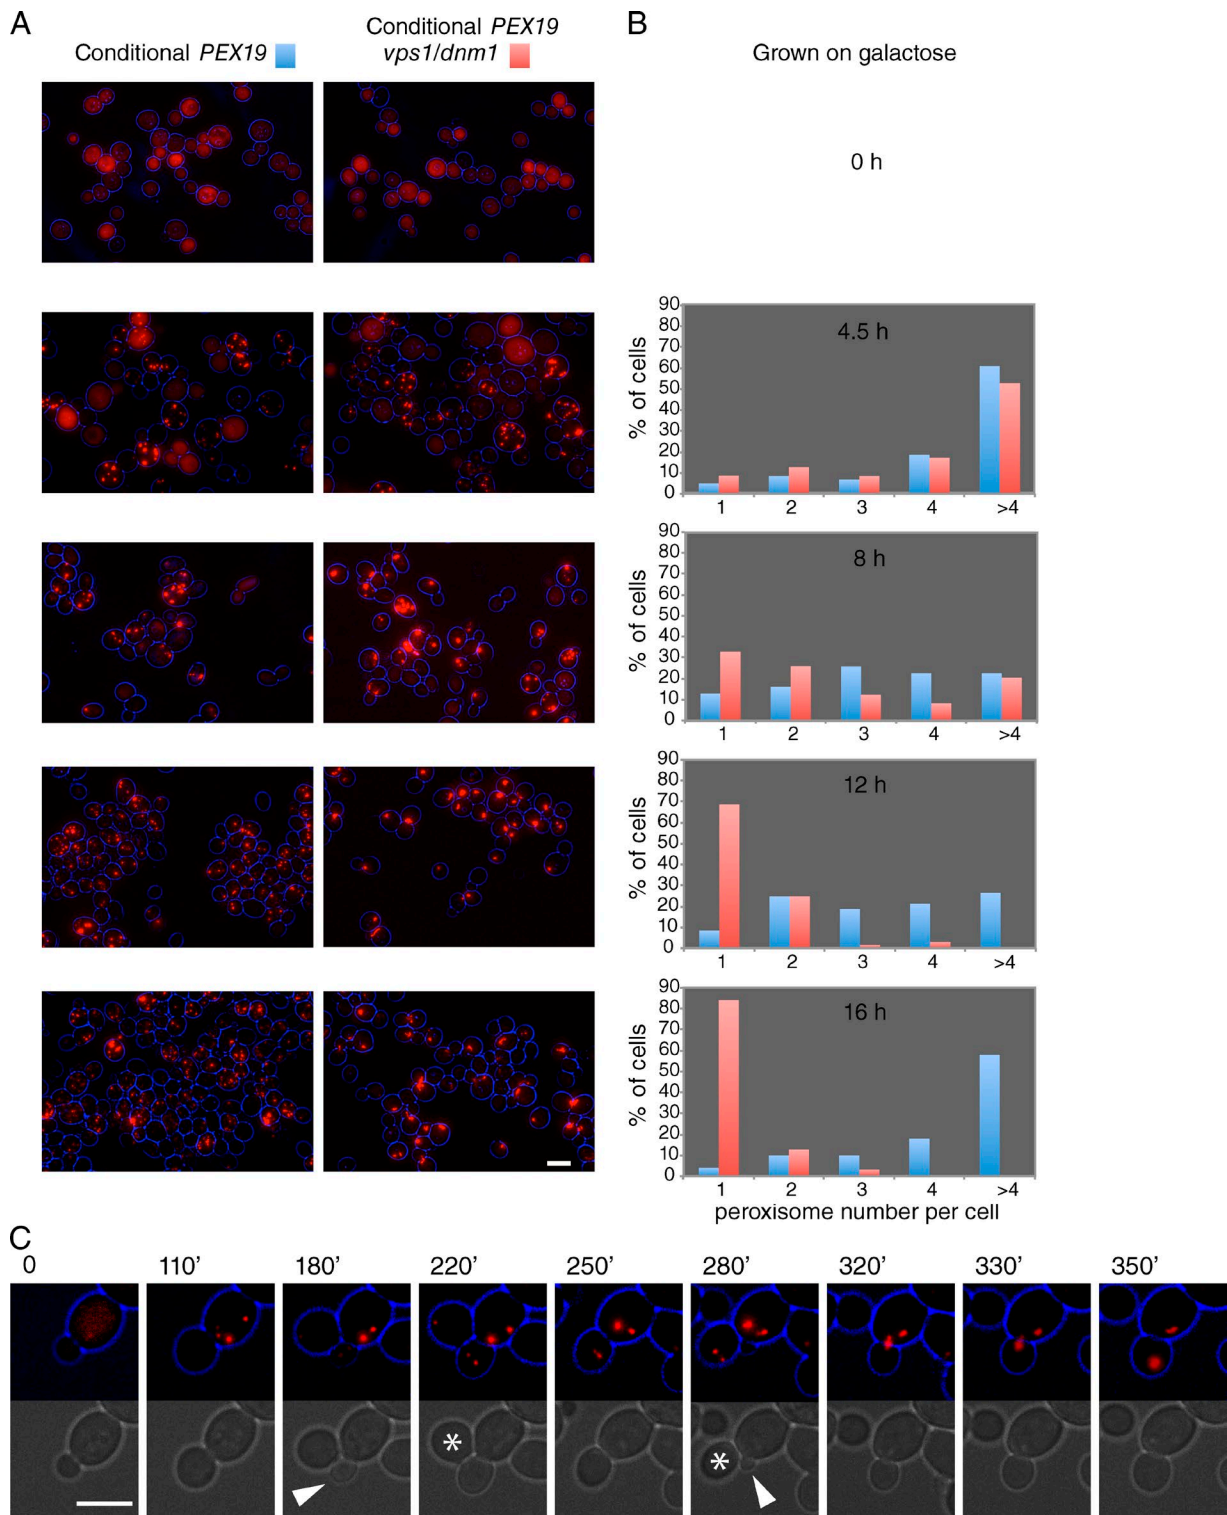 A
Conditional PEX19
Conditional PEX19
vps1/dnm1
B
Grown on galactose
0 h
90
80
70
60
50
40
30
20
10
0
% of cells
4.5 h
1 2 3 4 >4
90
80
70
60
50
40
30
20
10
0
% of cells
8 h
1 2 3 4 >4
90
80
70
60
50
40
30
20
10
0
% of cells
12 h
1 2 3 4 >4
90
80
70
60
50
40
30
20
10
0
% of cells
16 h
1 2 3 4 >4
peroxisome number per cell
C
0 110’ 180’ 220’ 250’ 280’ 320’ 330’ 350’
* *